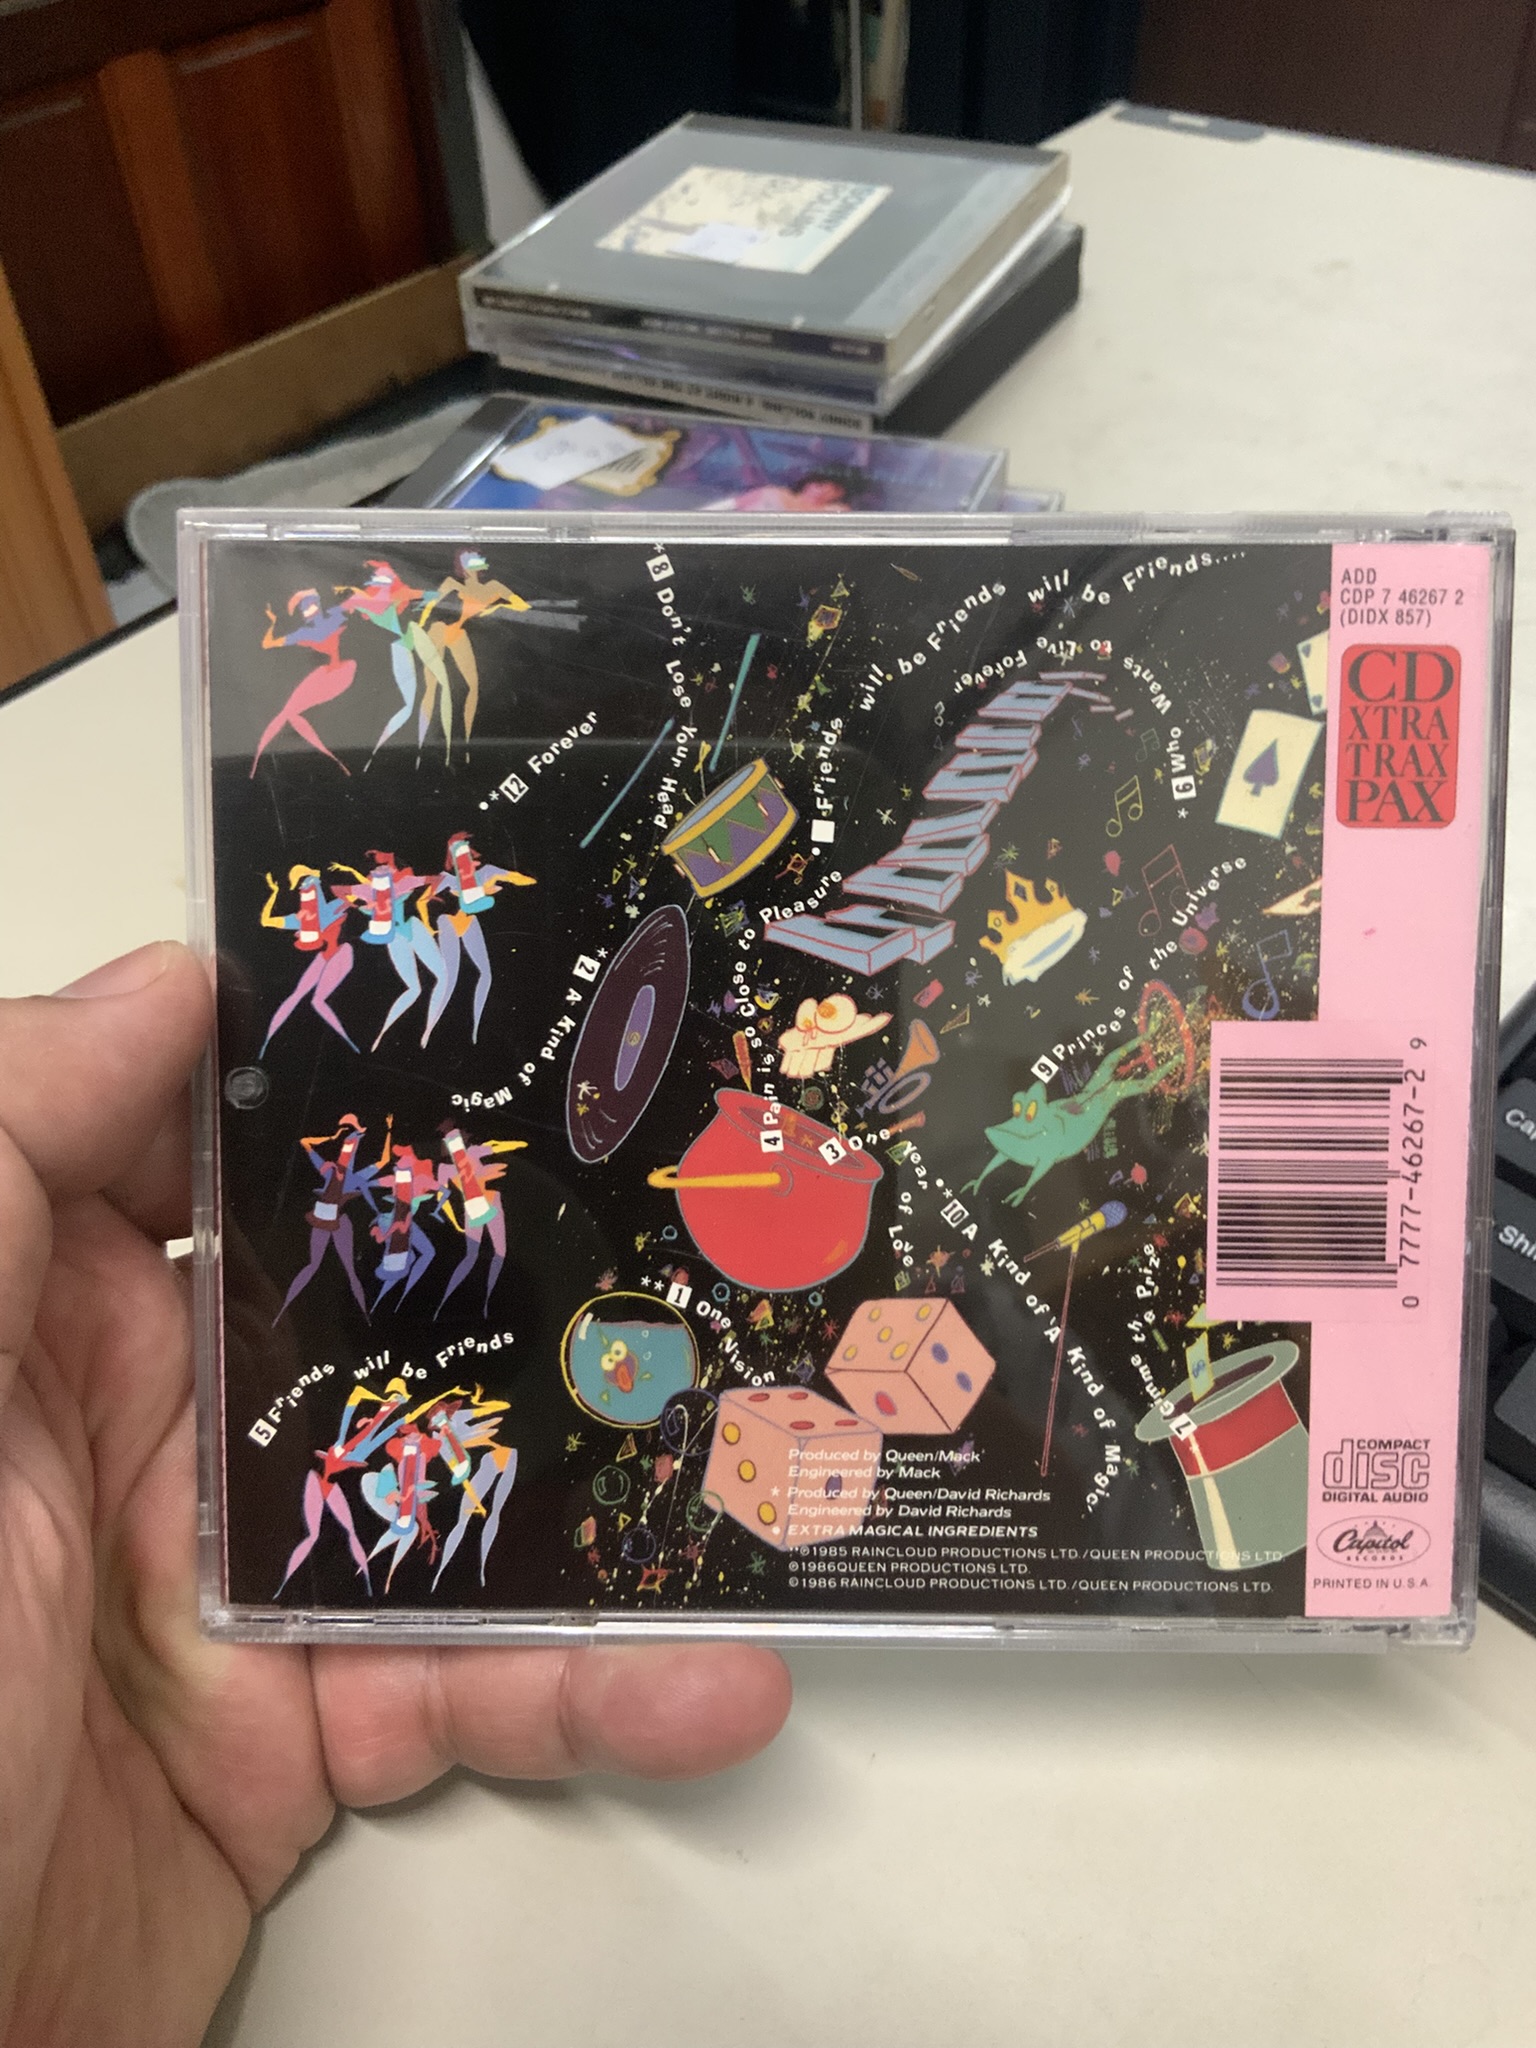 ADD
CDP 7 46267 2
(DIDX 857)
CD
XTRA
TRAX
PAX
* 8 Don't Lose Your Head
•* 12 Forever
• Friends will be Friends will be Friends....
* 6 Who Wants to Live Forever
* 2 A Kind of Magic
4 Pain is so Close to Pleasure
9 Princes of the Universe
3 One Year of Love
•* 10 A Kind of 'A Kind of Magic'
** 1 One Vision
5 Friends will be Friends
7 Gimme the Prize
0 7777-46267-2 9
Produced by Queen/Mack
Engineered by Mack
* Produced by Queen/David Richards
Engineered by David Richards
• EXTRA MAGICAL INGREDIENTS
**℗1985 RAINCLOUD PRODUCTIONS LTD./QUEEN PRODUCTIONS LTD.
℗1986 QUEEN PRODUCTIONS LTD.
©1986 RAINCLOUD PRODUCTIONS LTD./QUEEN PRODUCTIONS LTD.
COMPACT
disc
DIGITAL AUDIO
Capitol
RECORDS
PRINTED IN U.S.A.
SONNY
ROLLINS